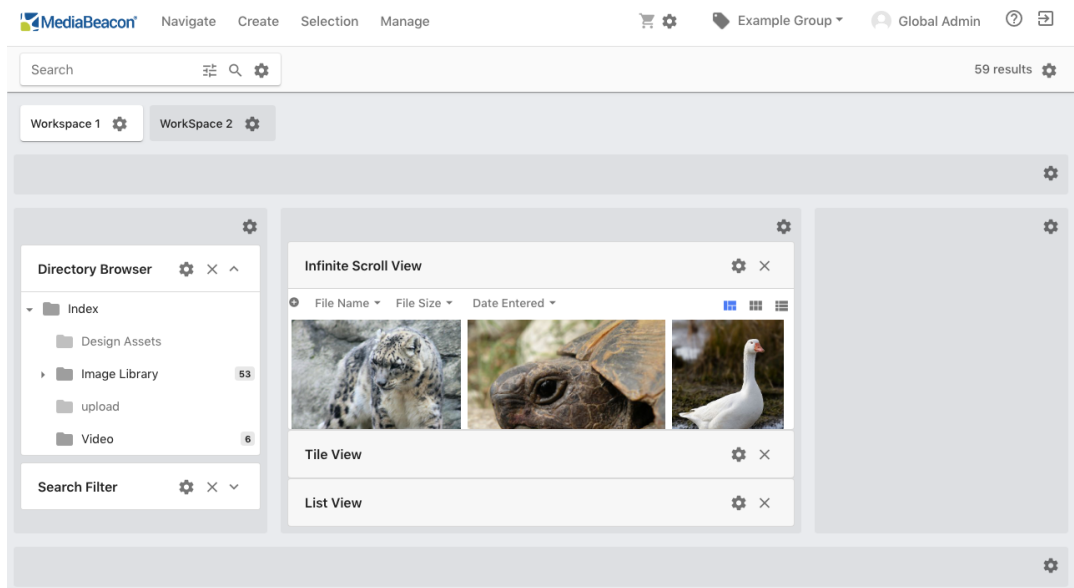 MediaBeacon® Navigate Create Selection Manage Example Group Global Admin
Search 59 results
Workspace 1 WorkSpace 2
Directory Browser
Index
Design Assets
Image Library 53
upload
Video 6
Search Filter
Infinite Scroll View
File Name File Size Date Entered
Tile View
List View